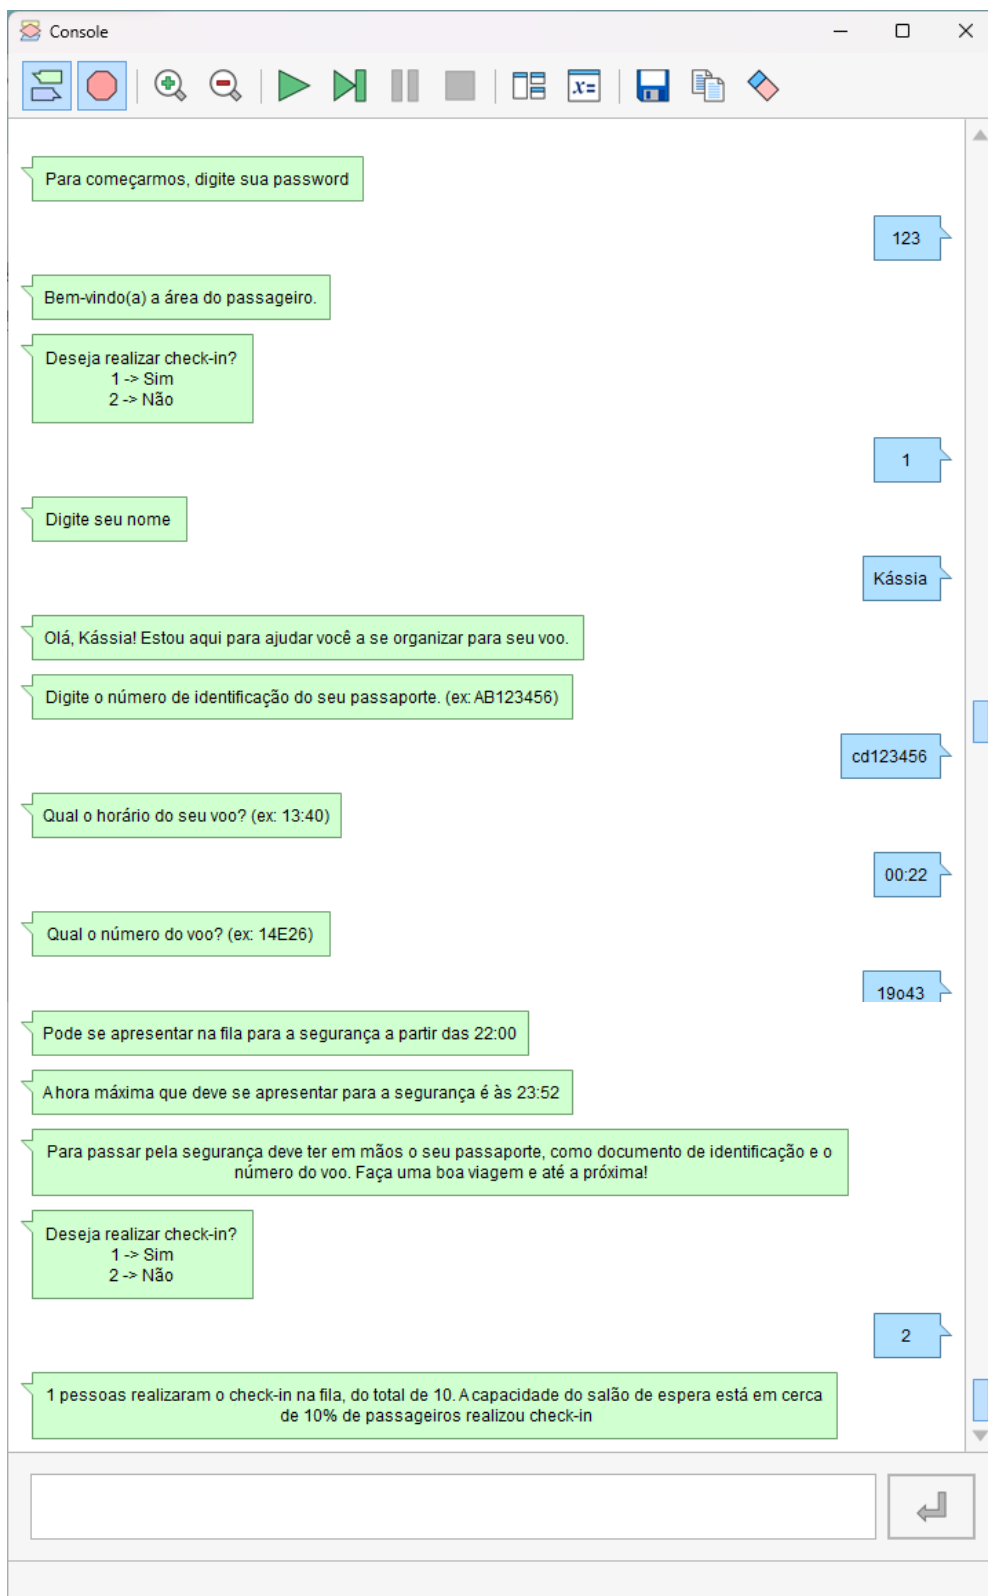 Console
x=
Para começarmos, digite sua password
123
Bem-vindo(a) a área do passageiro.
Deseja realizar check-in?
1 -> Sim
2 -> Não
1
Digite seu nome
Kássia
Olá, Kássia! Estou aqui para ajudar você a se organizar para seu voo.
Digite o número de identificação do seu passaporte. (ex: AB123456)
cd123456
Qual o horário do seu voo? (ex: 13:40)
00:22
Qual o número do voo? (ex: 14E26)
19o43
Pode se apresentar na fila para a segurança a partir das 22:00
A hora máxima que deve se apresentar para a segurança é às 23:52
Para passar pela segurança deve ter em mãos o seu passaporte, como documento de identificação e o
número do voo. Faça uma boa viagem e até a próxima!
Deseja realizar check-in?
1 -> Sim
2 -> Não
2
1 pessoas realizaram o check-in na fila, do total de 10. A capacidade do salão de espera está em cerca
de 10% de passageiros realizou check-in